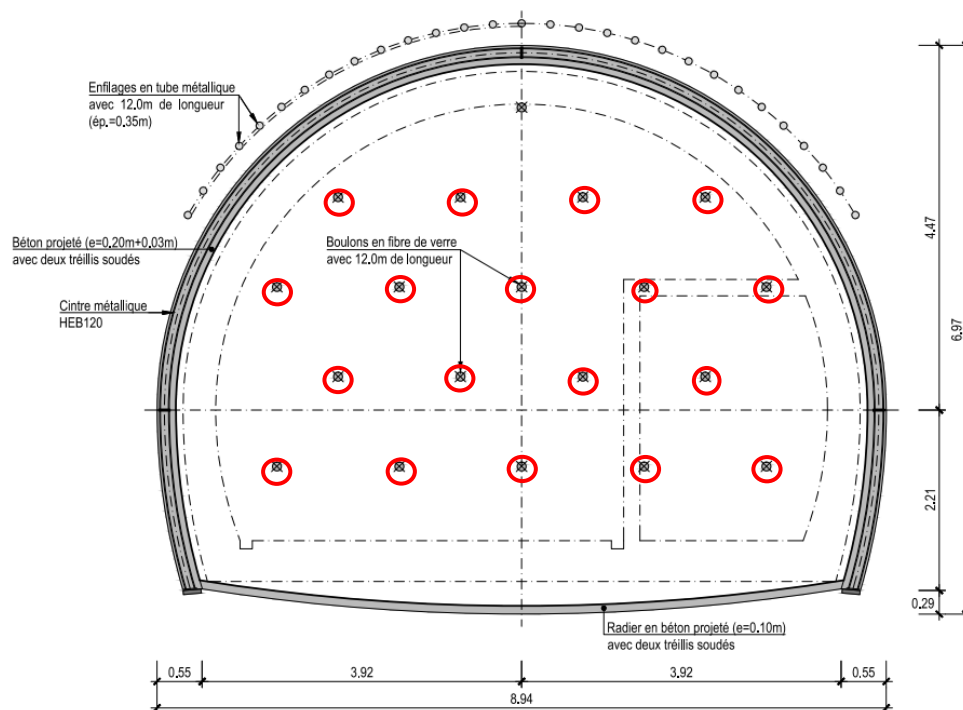 Enfilages en tube métallique
avec 12.0m de longueur
(ép.=0.35m)
Béton projeté (e=0.20m+0.03m)
avec deux tréillis soudés
Boulons en fibre de verre
avec 12.0m de longueur
Cintre métallique
HEB120
4.47
6.97
2.21
0.29
Radier en béton projeté (e=0.10m)
avec deux tréillis soudés
0.55
3.92
3.92
0.55
8.94